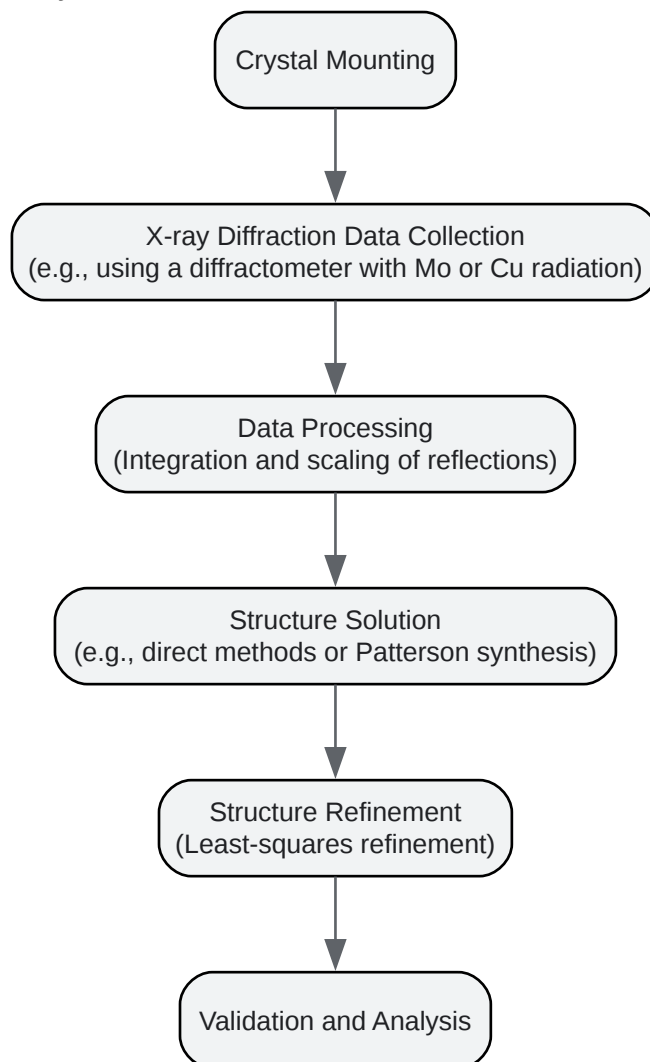 Crystal Mounting
X-ray Diffraction Data Collection
(e.g., using a diffractometer with Mo or Cu radiation)
Data Processing
(Integration and scaling of reflections)
Structure Solution
(e.g., direct methods or Patterson synthesis)
Structure Refinement
(Least-squares refinement)
Validation and Analysis